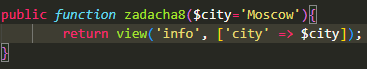 public function zadacha8($city='Moscow'){
return view('info', ['city' => $city]);
}